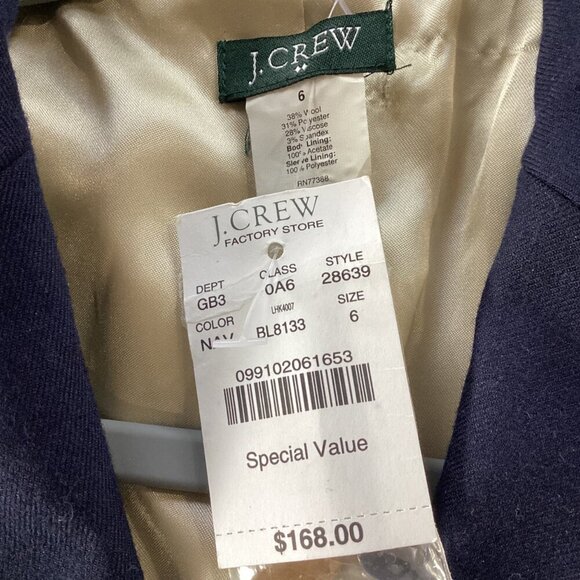 J.CREW
6
38% Wool
31% Polyester
28% Viscose
3% Spandex
Body Lining:
100% Acetate
Sleeve Lining:
100% Polyester
RN77388
J.CREW
FACTORY STORE
DEPT CLASS STYLE
GB3 0A6 28639
COLOR LHK4007 SIZE
NAV BL8133 6
099102061653
Special Value
$168.00